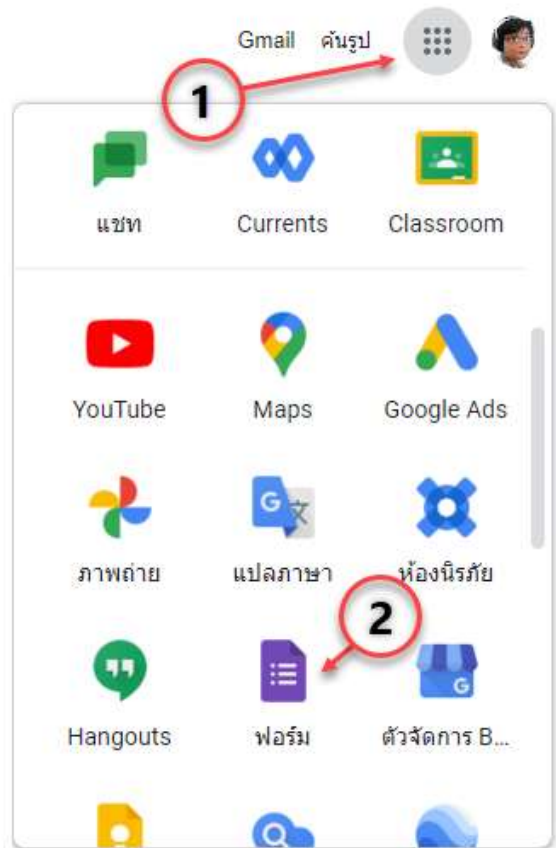 Gmail ค้นรูป
1
แชท Currents Classroom
YouTube Maps Google Ads
G 文
ภาพถ่าย แปลภาษา ห้องนิรภัย
2
G
Hangouts ฟอร์ม ตัวจัดการ B...